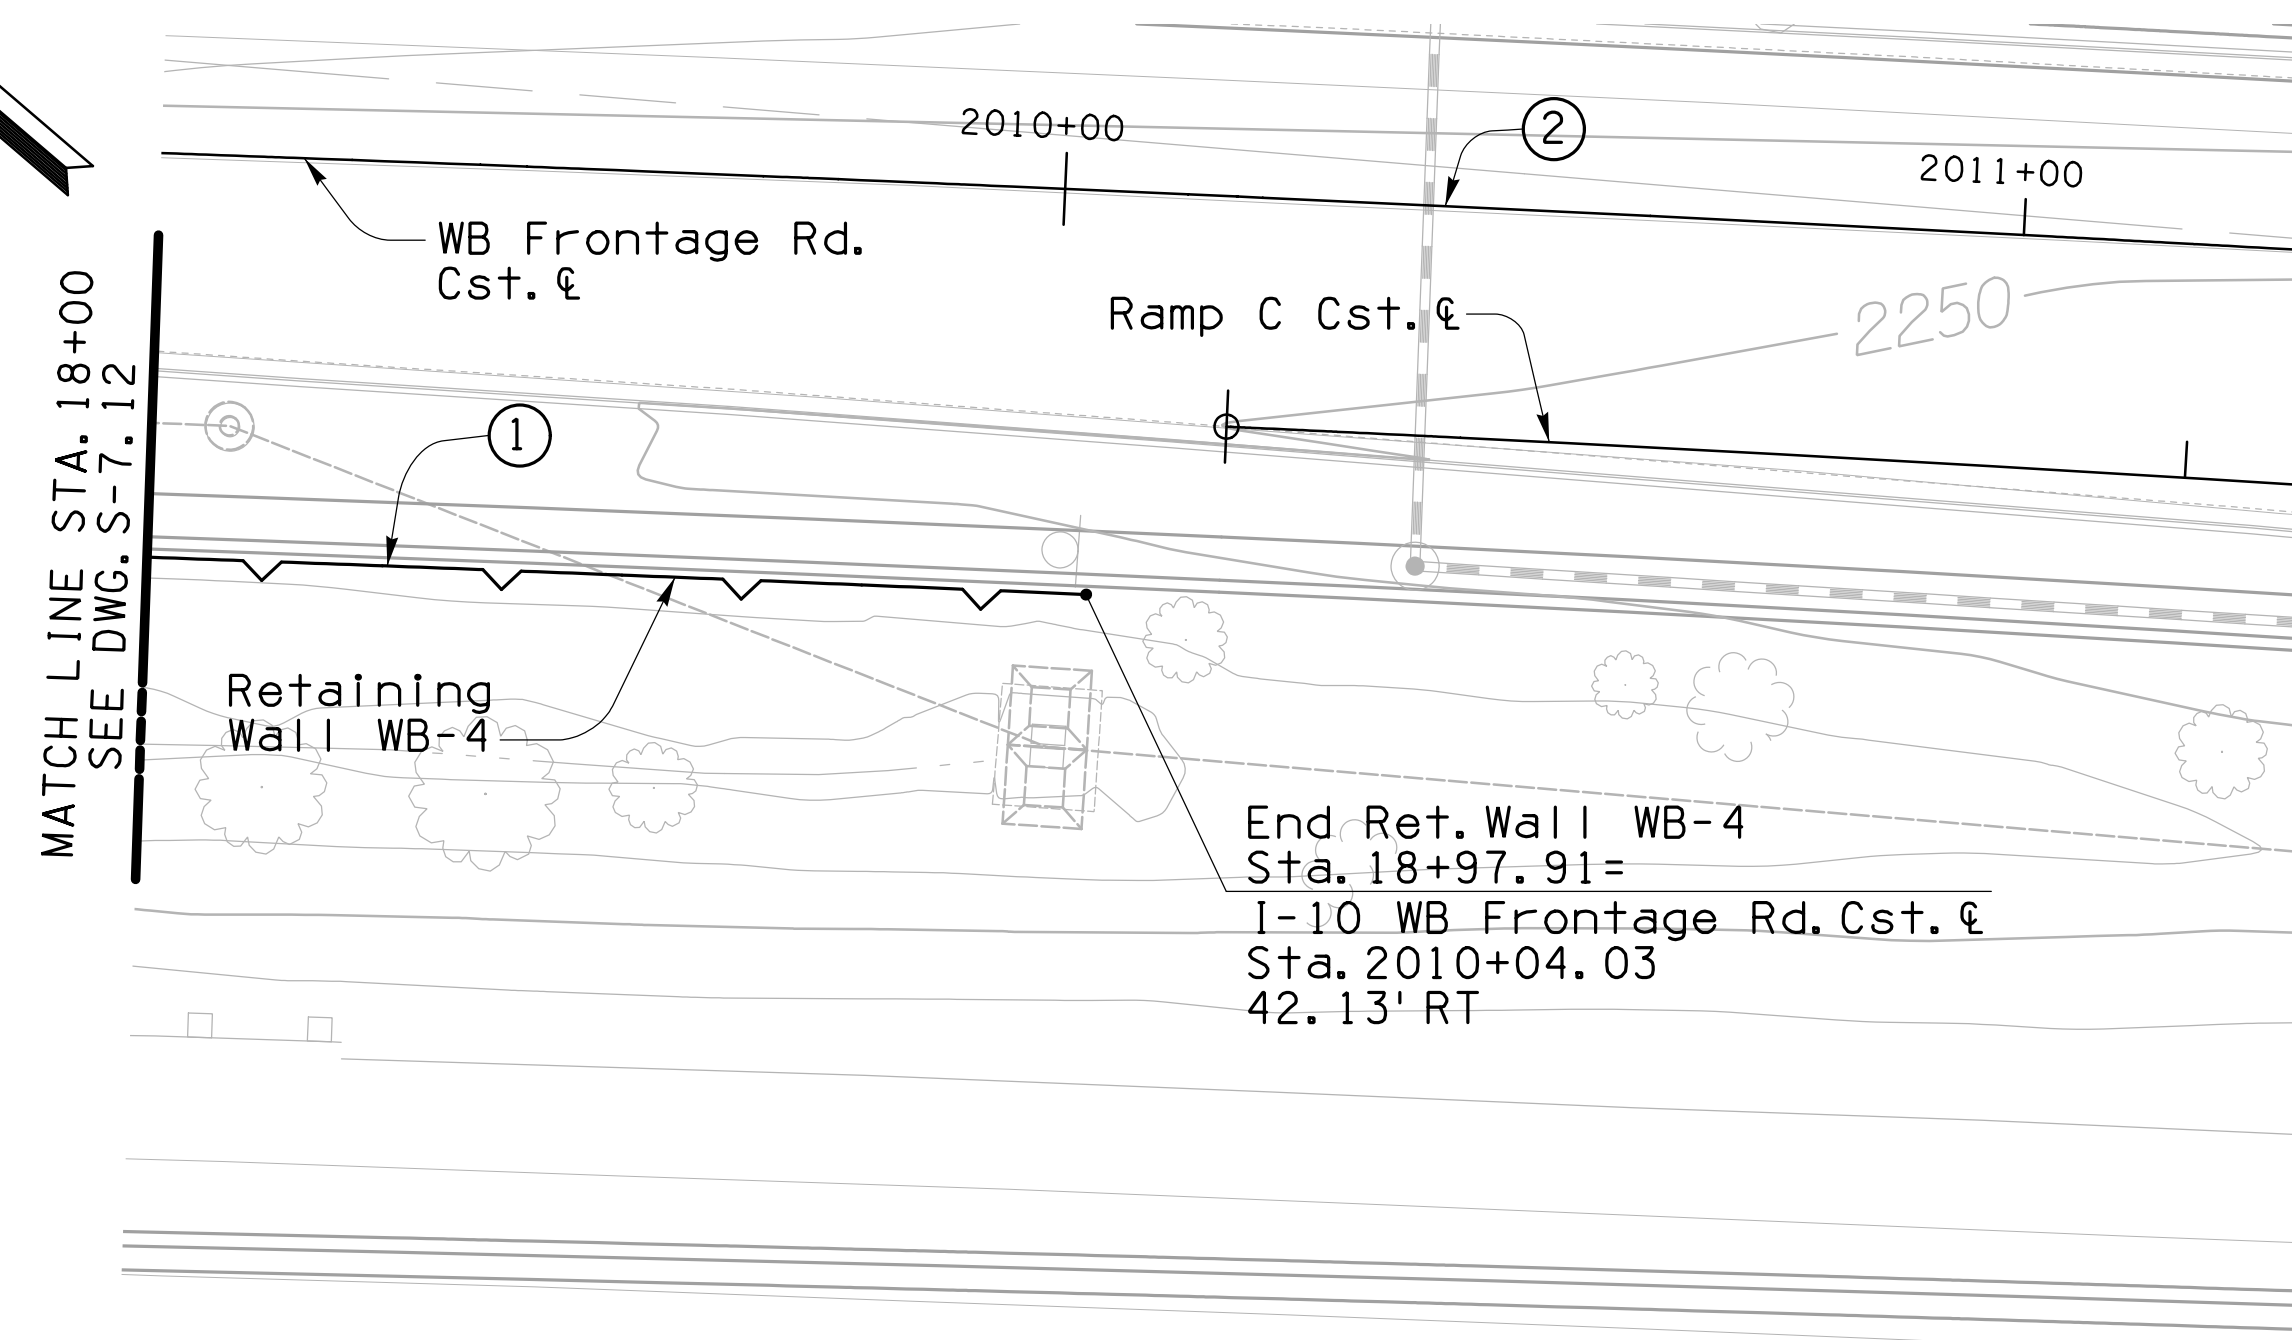 2010+00
2
2011+00
WB Frontage Rd.
Cst. ℄
Ramp C Cst. ℄
2250
MATCH LINE STA. 18+00
SEE DWG. S-7.12
1
Retaining
Wall WB-4
End Ret. Wall WB-4
Sta. 18+97.91=
I-10 WB Frontage Rd. Cst. ℄
Sta. 2010+04.03
42.13' RT